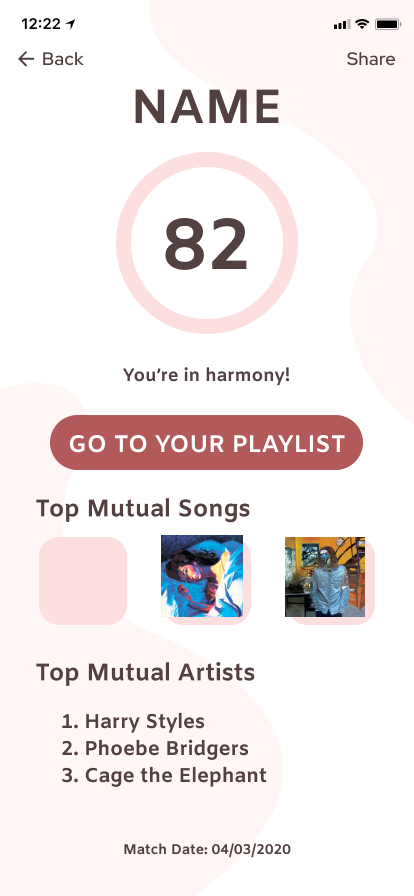 12:22
Back
Share
NAME
82
You’re in harmony!
GO TO YOUR PLAYLIST
Top Mutual Songs
Top Mutual Artists
1. Harry Styles
2. Phoebe Bridgers
3. Cage the Elephant
Match Date: 04/03/2020